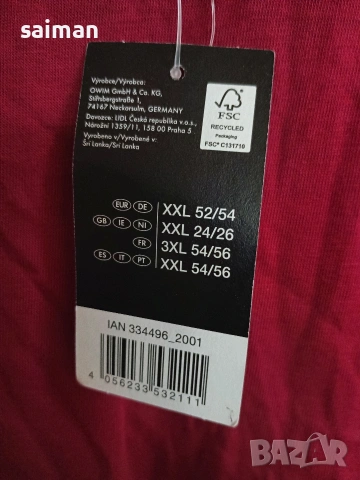 saiman
Výrobce/Výrobca:
OWIM GmbH & Co. KG,
Stiftsbergstraße 1,
74167 Neckarsulm, GERMANY
Dovozce: LIDL Česká republika v.o.s.,
Nárožní 1359/11, 158 00 Praha 5
Vyrobeno v/Vyrobené v:
Srí Lanka/Srí Lanka
FSC
RECYCLED
Packaging
FSC® C131710
EUR DE XXL 52/54
GB IE NI XXL 24/26
FR 3XL 54/56
ES IT PT XXL 54/56
IAN 334496_2001
4 056233 532111
BAZAR